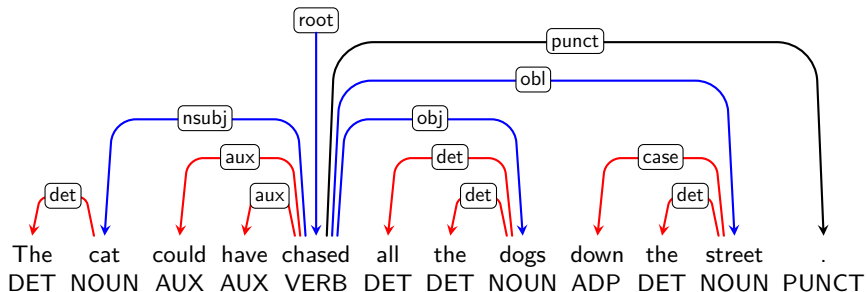 root
punct
obl
nsubj obj
aux det case
det aux det det
The cat could have chased all the dogs down the street .
DET NOUN AUX AUX VERB DET DET NOUN ADP DET NOUN PUNCT